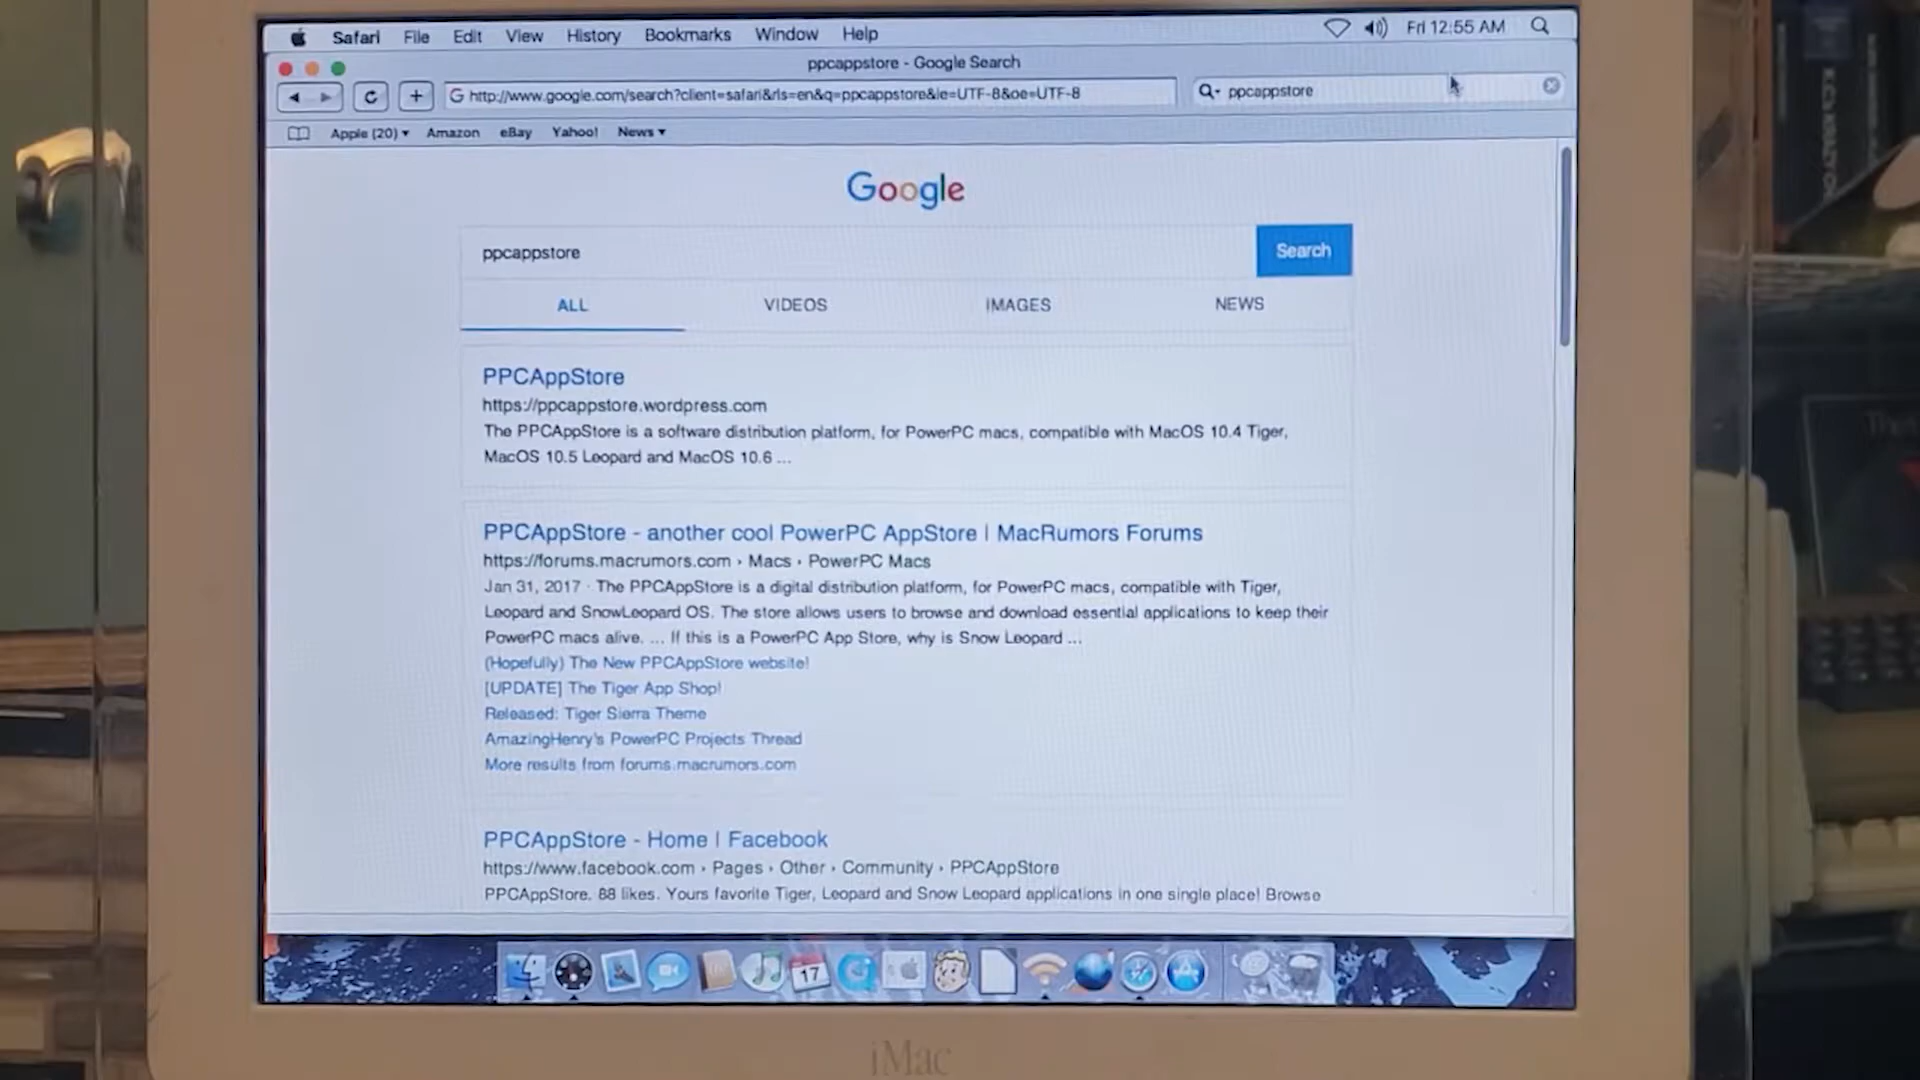 Safari File Edit View History Bookmarks Window Help Fri 12:55 AM
ppcappstore - Google Search
http://www.google.com/search?client=safari&rls=en&q=ppcappstore&ie=UTF-8&oe=UTF-8 ppcappstore
Apple (20) Amazon eBay Yahoo! News
Google
ppcappstore Search
ALL VIDEOS IMAGES NEWS
PPCAppStore
https://ppcappstore.wordpress.com
The PPCAppStore is a software distribution platform, for PowerPC macs, compatible with MacOS 10.4 Tiger,
MacOS 10.5 Leopard and MacOS 10.6 ...
PPCAppStore - another cool PowerPC AppStore | MacRumors Forums
https://forums.macrumors.com › Macs › PowerPC Macs
Jan 31, 2017 · The PPCAppStore is a digital distribution platform, for PowerPC macs, compatible with Tiger,
Leopard and SnowLeopard OS. The store allows users to browse and download essential applications to keep their
PowerPC macs alive. ... If this is a PowerPC App Store, why is Snow Leopard ...
(Hopefully) The New PPCAppStore website!
[UPDATE] The Tiger App Shop!
Released: Tiger Sierra Theme
AmazingHenry's PowerPC Projects Thread
More results from forums.macrumors.com
PPCAppStore - Home | Facebook
https://www.facebook.com › Pages › Other › Community › PPCAppStore
PPCAppStore. 88 likes. Yours favorite Tiger, Leopard and Snow Leopard applications in one single place! Browse
17
iMac